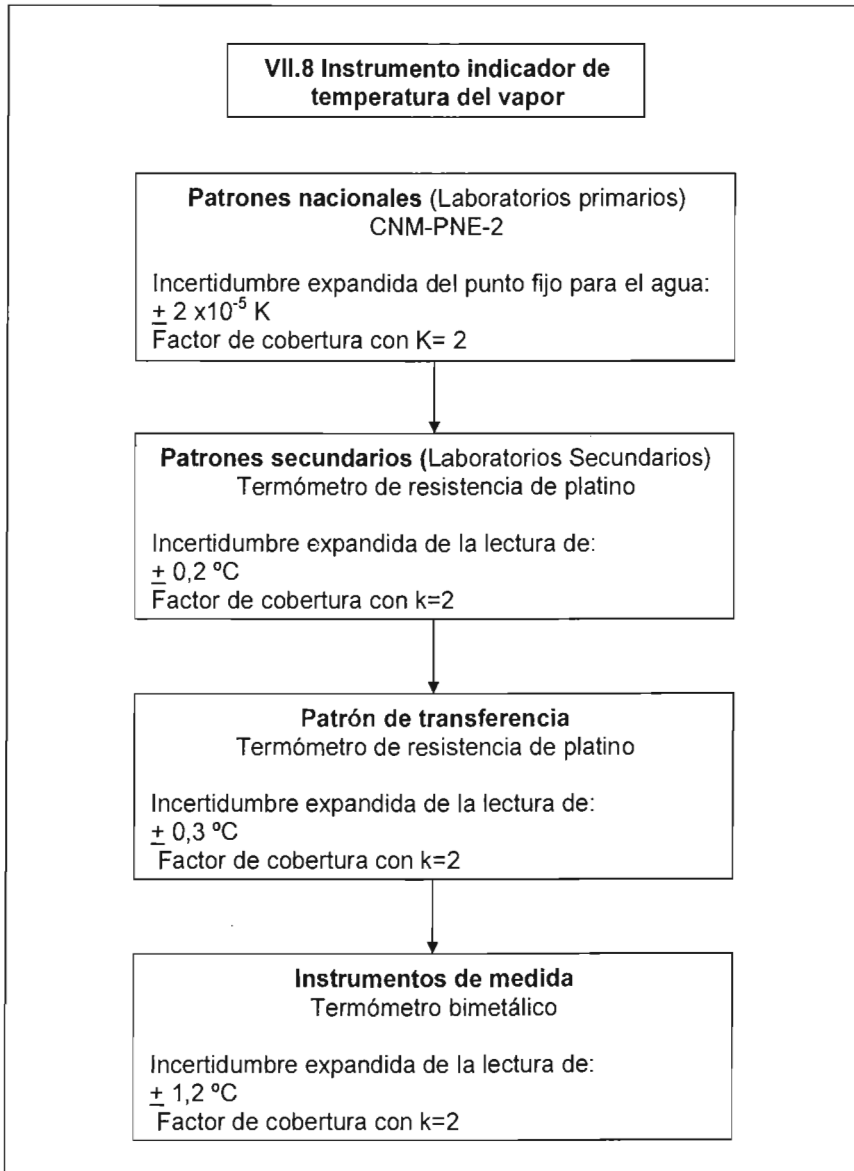 VII.8 Instrumento indicador de
temperatura del vapor
Patrones nacionales (Laboratorios primarios)
CNM-PNE-2
Incertidumbre expandida del punto fijo para el agua:
± 2 x10⁻⁵ K
Factor de cobertura con K= 2
Patrones secundarios (Laboratorios Secundarios)
Termómetro de resistencia de platino
Incertidumbre expandida de la lectura de:
± 0,2 ºC
Factor de cobertura con k=2
Patrón de transferencia
Termómetro de resistencia de platino
Incertidumbre expandida de la lectura de:
± 0,3 ºC
Factor de cobertura con k=2
Instrumentos de medida
Termómetro bimetálico
Incertidumbre expandida de la lectura de:
± 1,2 ºC
Factor de cobertura con k=2